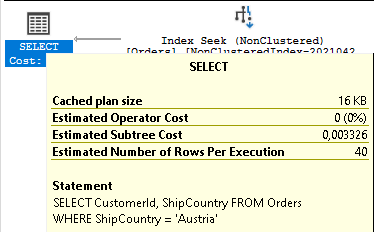 Index Seek (NonClustered)
[Orders].[NonClusteredIndex-2021042
SELECT
Cost:
SELECT
Cached plan size 16 KB
Estimated Operator Cost 0 (0%)
Estimated Subtree Cost 0,003326
Estimated Number of Rows Per Execution 40
Statement
SELECT CustomerId, ShipCountry FROM Orders
WHERE ShipCountry = 'Austria'